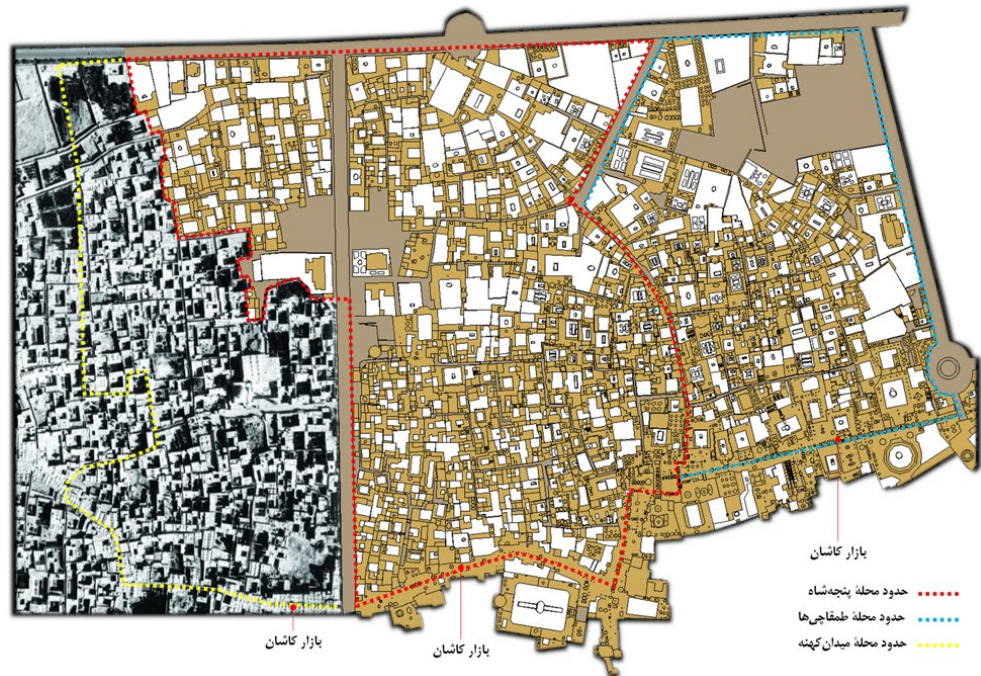 بازار کاشان
بازار کاشان
بازار کاشان
حدود محلهٔ پنجه‌شاه
حدود محلهٔ طمقاچی‌ها
حدود محلهٔ میدان‌کهنه